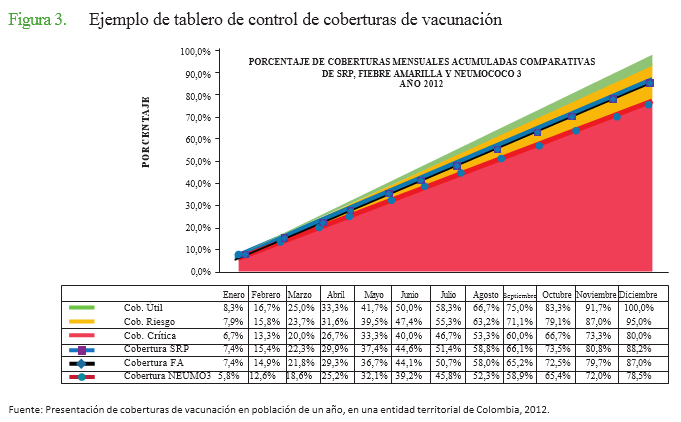 Figura 3. Ejemplo de tablero de control de coberturas de vacunación
PORCENTAJE DE COBERTURAS MENSUALES ACUMULADAS COMPARATIVAS
DE SRP, FIEBRE AMARILLA Y NEUMOCOCO 3
AÑO 2012
PORCENTAJE
100,0%
90,0%
80,0%
70,0%
60,0%
50,0%
40,0%
30,0%
20,0%
10,0%
0,0%
Enero Febrero Marzo Abril Mayo Junio Julio Agosto Septiembre Octubre Noviembre Diciembre
Cob. Util 8,3% 16,7% 25,0% 33,3% 41,7% 50,0% 58,3% 66,7% 75,0% 83,3% 91,7% 100,0%
Cob. Riesgo 7,9% 15,8% 23,7% 31,6% 39,5% 47,4% 55,3% 63,2% 71,1% 79,1% 87,0% 95,0%
Cob. Crítica 6,7% 13,3% 20,0% 26,7% 33,3% 40,0% 46,7% 53,3% 60,0% 66,7% 73,3% 80,0%
Cobertura SRP 7,4% 15,4% 22,3% 29,9% 37,4% 44,6% 51,4% 58,8% 66,1% 73,5% 80,8% 88,2%
Cobertura F.A 7,4% 14,9% 21,8% 29,3% 36,7% 44,1% 50,7% 58,0% 65,2% 72,5% 79,7% 87,0%
Cobertura NEUMO3 5,8% 12,6% 18,6% 25,2% 32,1% 39,2% 45,8% 52,3% 58,9% 65,4% 72,0% 78,5%
Fuente: Presentación de coberturas de vacunación en población de un año, en una entidad territorial de Colombia, 2012.